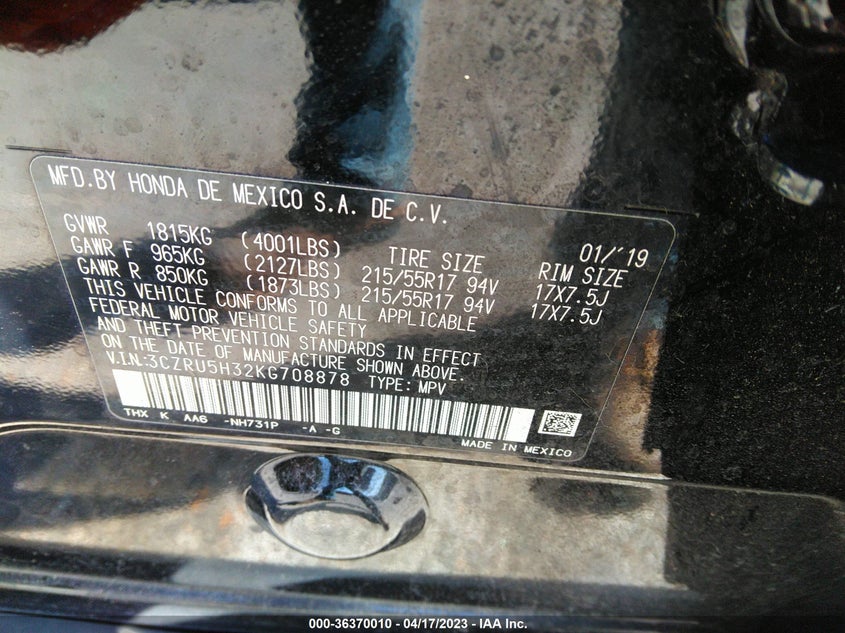 MFD.BY HONDA DE MEXICO S.A. DE C.V.
01/'19
GVWR 1815KG (4001LBS) TIRE SIZE RIM SIZE
GAWR F 965KG (2127LBS) 215/55R17 94V 17X7.5J
GAWR R 850KG (1873LBS) 215/55R17 94V 17X7.5J
THIS VEHICLE CONFORMS TO ALL APPLICABLE
FEDERAL MOTOR VEHICLE SAFETY
AND THEFT PREVENTION STANDARDS IN EFFECT
ON THE DATE OF MANUFACTURE SHOWN ABOVE.
V.I.N.:3CZRU5H32KG708878 TYPE: MPV
THX K AA6 -NH731P -A -G
MADE IN MEXICO
000-36370010 - 04/17/2023 - IAA Inc.